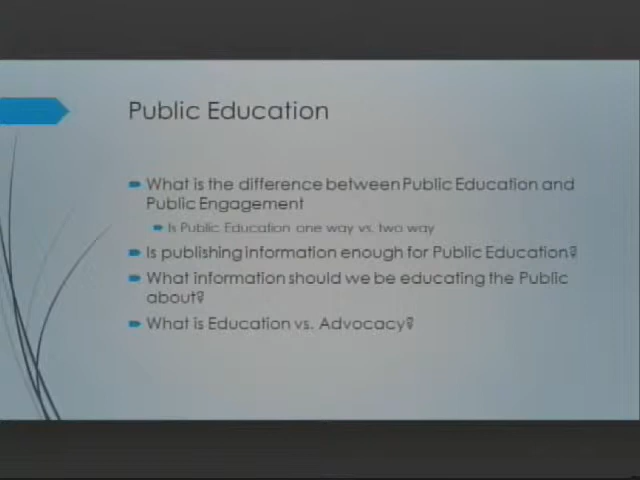 Public Education
What is the difference between Public Education and
Public Engagement
Is Public Education one way vs. two way
Is publishing information enough for Public Education?
What information should we be educating the Public
about?
What is Education vs. Advocacy?